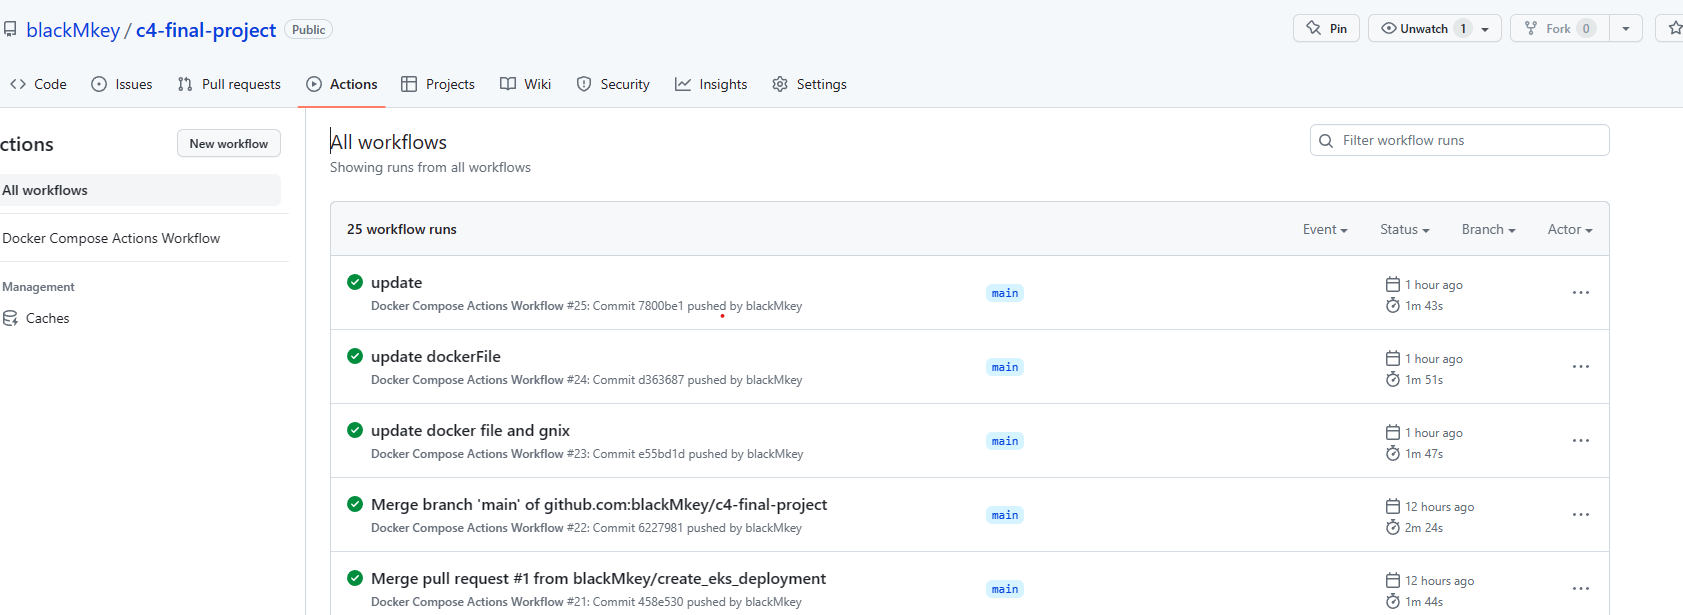 blackMkey / c4-final-project Public
Pin
Unwatch 1
Fork 0
Code
Issues
Pull requests
Actions
Projects
Wiki
Security
Insights
Settings
ctions
New workflow
All workflows
Docker Compose Actions Workflow
Management
Caches
All workflows
Showing runs from all workflows
Filter workflow runs
25 workflow runs
Event
Status
Branch
Actor
update
Docker Compose Actions Workflow #25: Commit 7800be1 pushed by blackMkey
main
1 hour ago
1m 43s
update dockerFile
Docker Compose Actions Workflow #24: Commit d363687 pushed by blackMkey
main
1 hour ago
1m 51s
update docker file and gnix
Docker Compose Actions Workflow #23: Commit e55bd1d pushed by blackMkey
main
1 hour ago
1m 47s
Merge branch 'main' of github.com:blackMkey/c4-final-project
Docker Compose Actions Workflow #22: Commit 6227981 pushed by blackMkey
main
12 hours ago
2m 24s
Merge pull request #1 from blackMkey/create_eks_deployment
Docker Compose Actions Workflow #21: Commit 458e530 pushed by blackMkey
main
12 hours ago
1m 44s